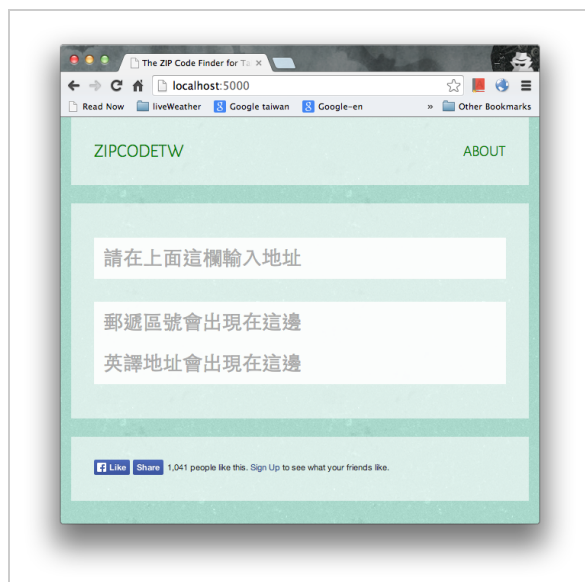 The ZIP Code Finder for Ta
localhost:5000
Read Now liveWeather Google taiwan Google-en » Other Bookmarks
ZIPCODETW ABOUT
請在上面這欄輸入地址
郵遞區號會出現在這邊
英譯地址會出現在這邊
Like Share 1,041 people like this. Sign Up to see what your friends like.